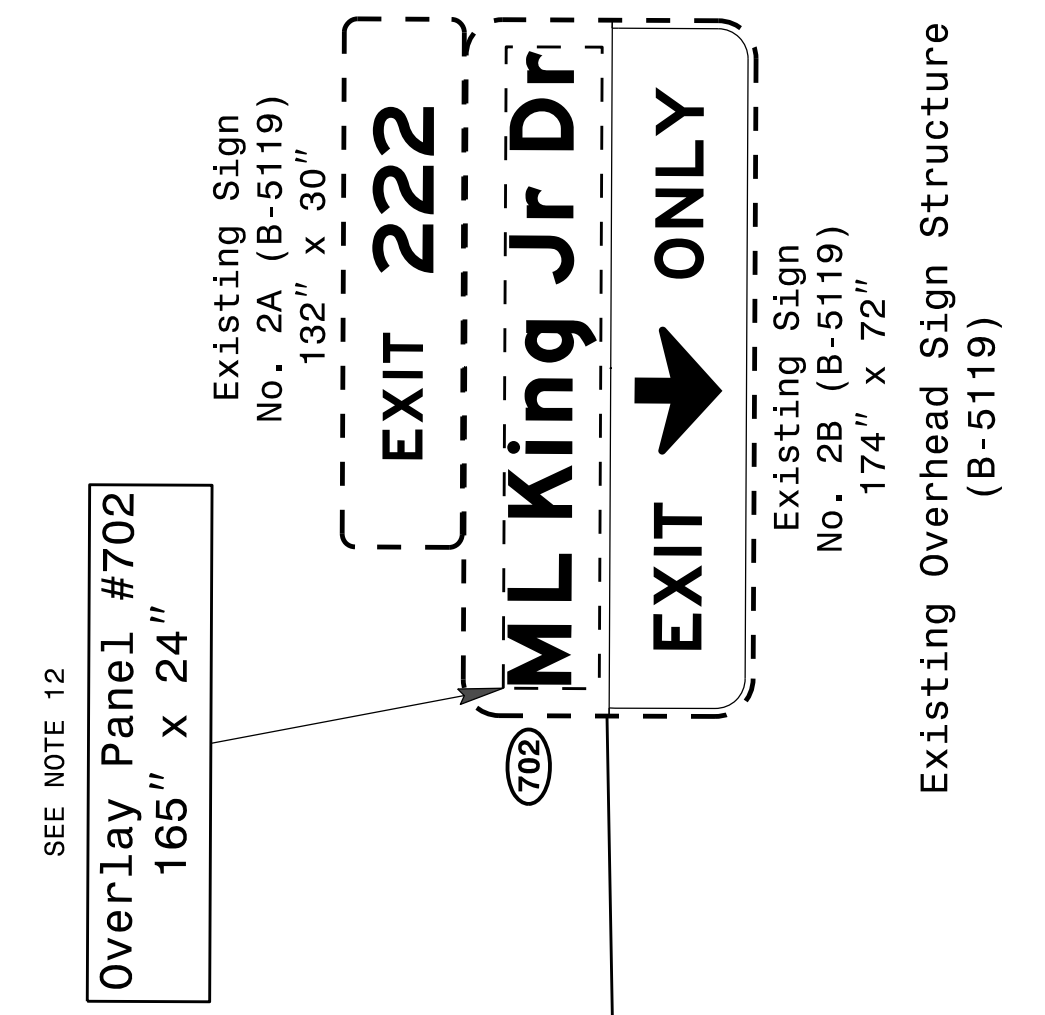 SEE NOTE 12
Overlay Panel #702
165" x 24"
Existing Sign
No. 2A (B-5119)
132" x 30"
EXIT 222
ML King Jr Dr
EXIT ONLY
702
Existing Sign
No. 2B (B-5119)
174" x 72"
Existing Overhead Sign Structure
(B-5119)